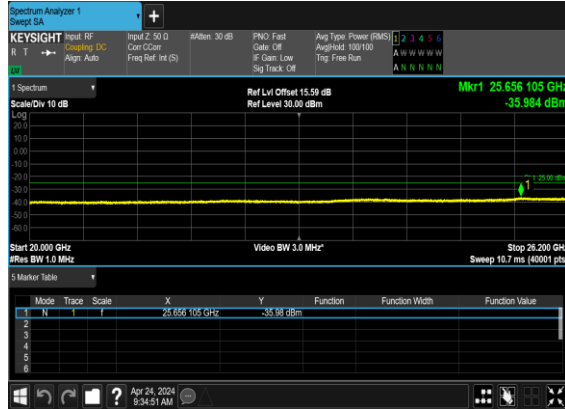 Spectrum Analyzer 1
Swept SA
+
KEYSIGHT Input: RF Input Z: 50 Ω #Atten: 30 dB PNO: Fast Avg Type: Power (RMS) 1 2 3 4 5 6
R T Coupling: DC Corr CCorr Gate: Off Avg|Hold: 100/100 A W W W W W
Align: Auto Freq Ref: Int (S) IF Gain: Low Trig: Free Run
Sig Track: Off A N N N N N
1 Spectrum
Scale/Div 10 dB
Ref Lvl Offset 15.59 dB
Ref Level 30.00 dBm
Mkr1 25.656 105 GHz
-35.984 dBm
Log
20.0
10.0
0.00
-10.0
-20.0
-30.0
-40.0
-50.0
-60.0
1
Start 20.000 GHz Video BW 3.0 MHz* Stop 26.200 GHz
#Res BW 1.0 MHz Sweep 10.7 ms (40001 pts
5 Marker Table
Mode Trace Scale X Y Function Function Width Function Value
1 N 1 f 25.656 105 GHz -35.98 dBm
2
3
4
5
6
? Apr 24, 2024
9:34:51 AM